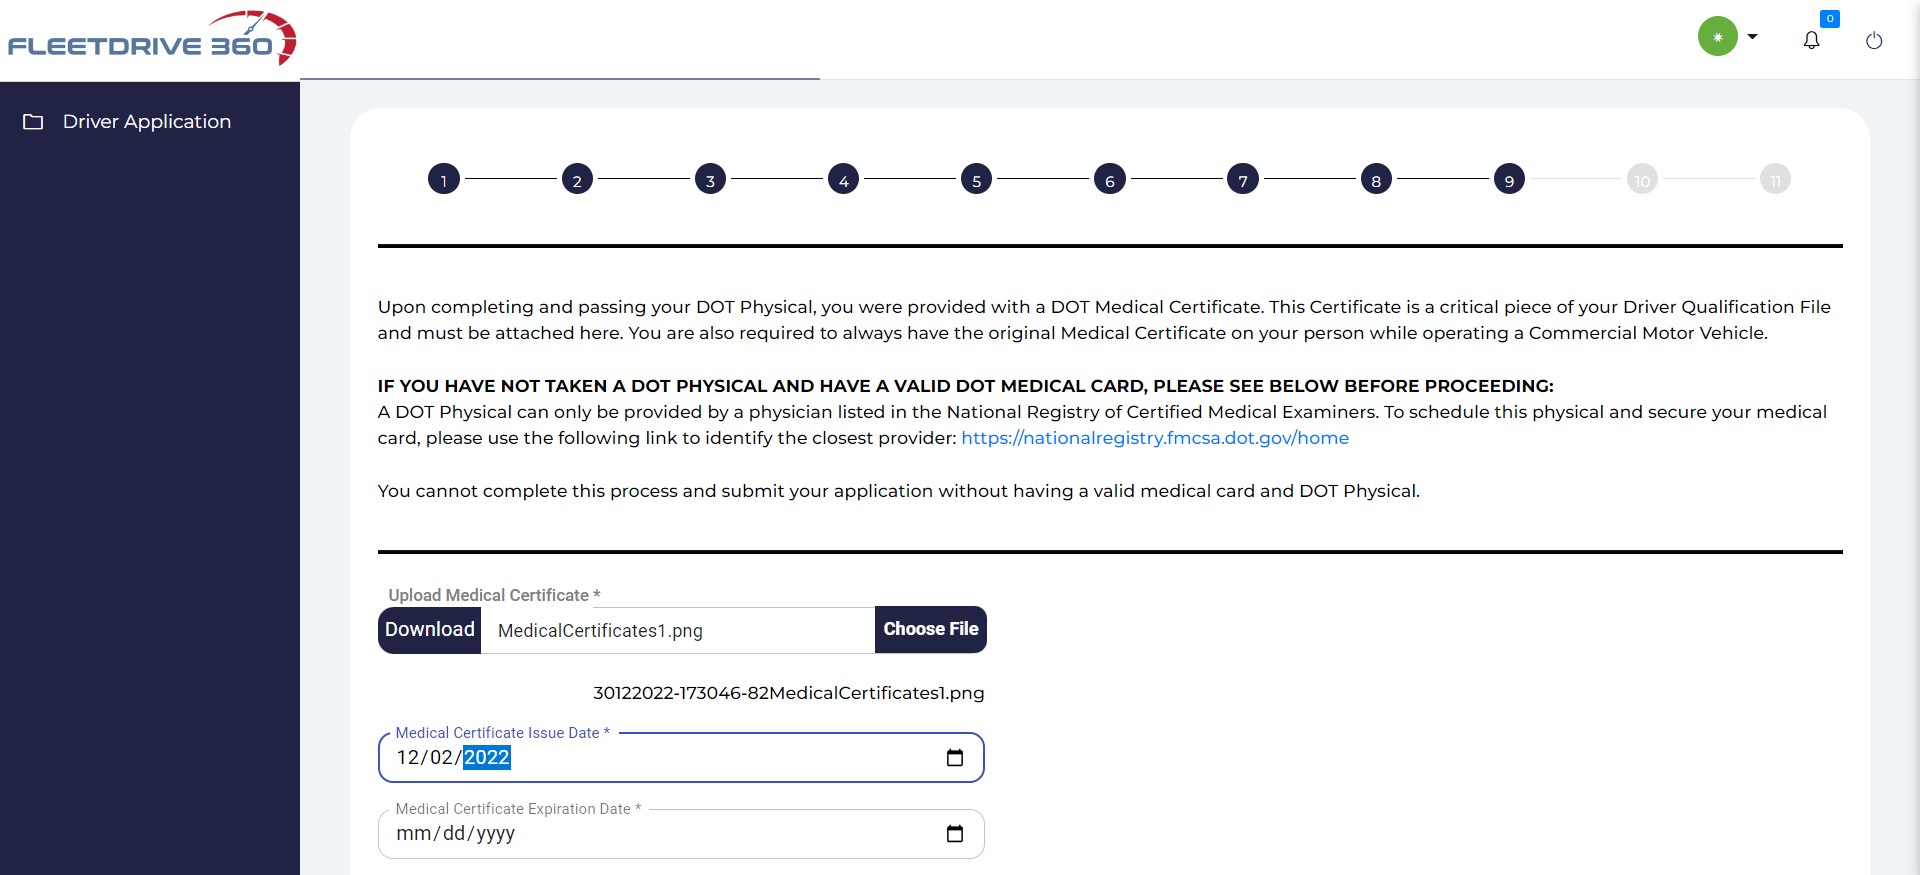 FLEETDRIVE 360
0
Driver Application
1 2 3 4 5 6 7 8 9 10 11
Upon completing and passing your DOT Physical, you were provided with a DOT Medical Certificate. This Certificate is a critical piece of your Driver Qualification File
and must be attached here. You are also required to always have the original Medical Certificate on your person while operating a Commercial Motor Vehicle.
IF YOU HAVE NOT TAKEN A DOT PHYSICAL AND HAVE A VALID DOT MEDICAL CARD, PLEASE SEE BELOW BEFORE PROCEEDING:
A DOT Physical can only be provided by a physician listed in the National Registry of Certified Medical Examiners. To schedule this physical and secure your medical
card, please use the following link to identify the closest provider: https://nationalregistry.fmcsa.dot.gov/home
You cannot complete this process and submit your application without having a valid medical card and DOT Physical.
Upload Medical Certificate *
Download MedicalCertificates1.png Choose File
30122022-173046-82MedicalCertificates1.png
Medical Certificate Issue Date *
12/02/2022
Medical Certificate Expiration Date *
mm/dd/yyyy